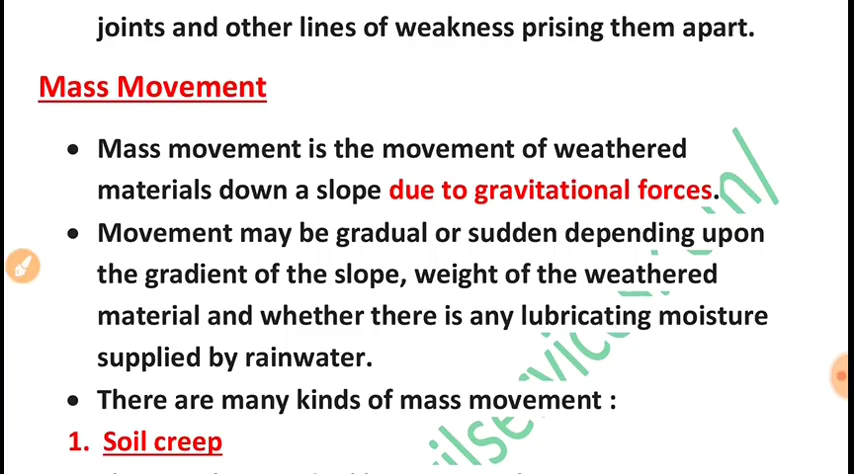 joints and other lines of weakness prising them apart.
Mass Movement
• Mass movement is the movement of weathered
materials down a slope due to gravitational forces.
• Movement may be gradual or sudden depending upon
the gradient of the slope, weight of the weathered
material and whether there is any lubricating moisture
supplied by rainwater.
• There are many kinds of mass movement :
1. Soil creep